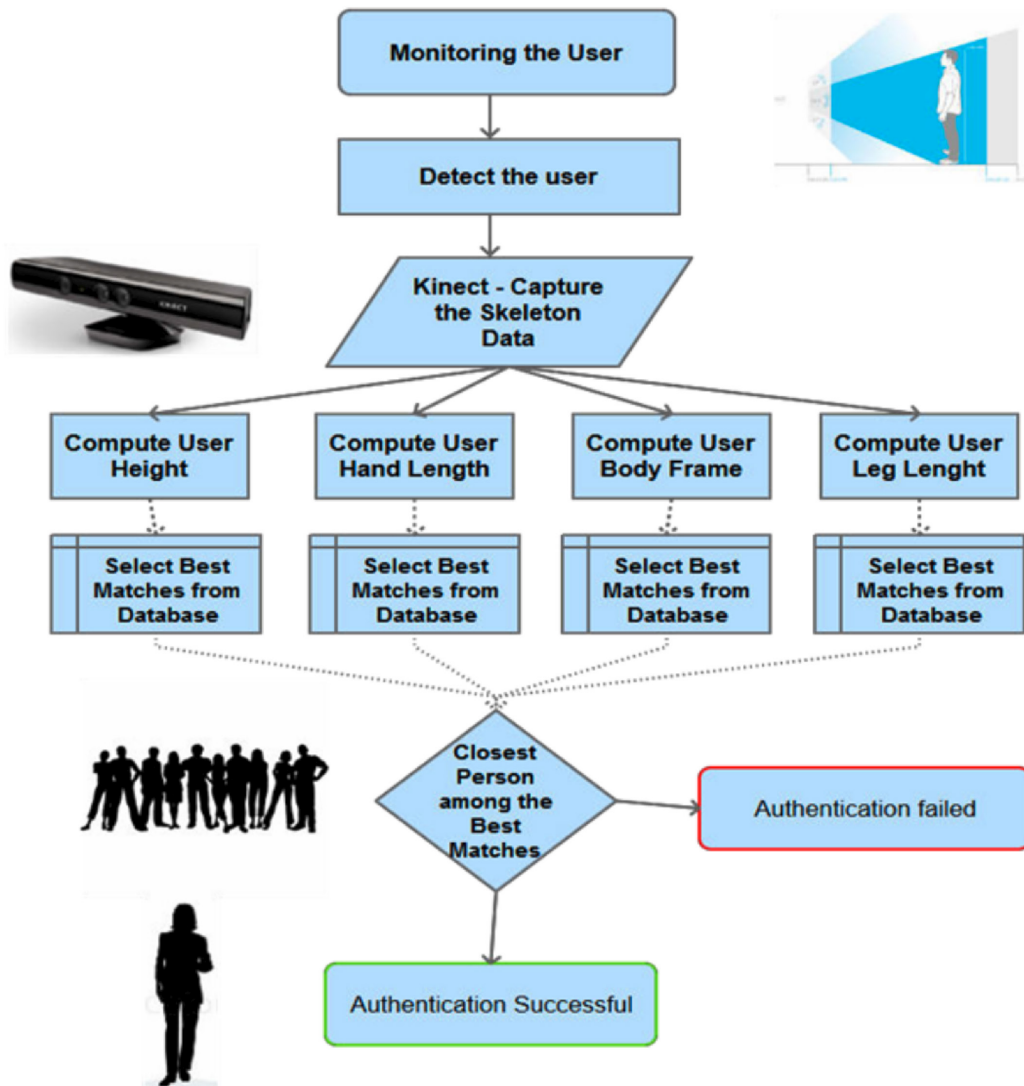 Monitoring the User
Detect the user
KINECT
Kinect - Capture
the Skeleton
Data
Compute User
Height
Compute User
Hand Length
Compute User
Body Frame
Compute User
Leg Lenght
Select Best
Matches from
Database
Select Best
Matches from
Database
Select Best
Matches from
Database
Select Best
Matches from
Database
Closest
Person
among the
Best
Matches
Authentication failed
Authentication Successful